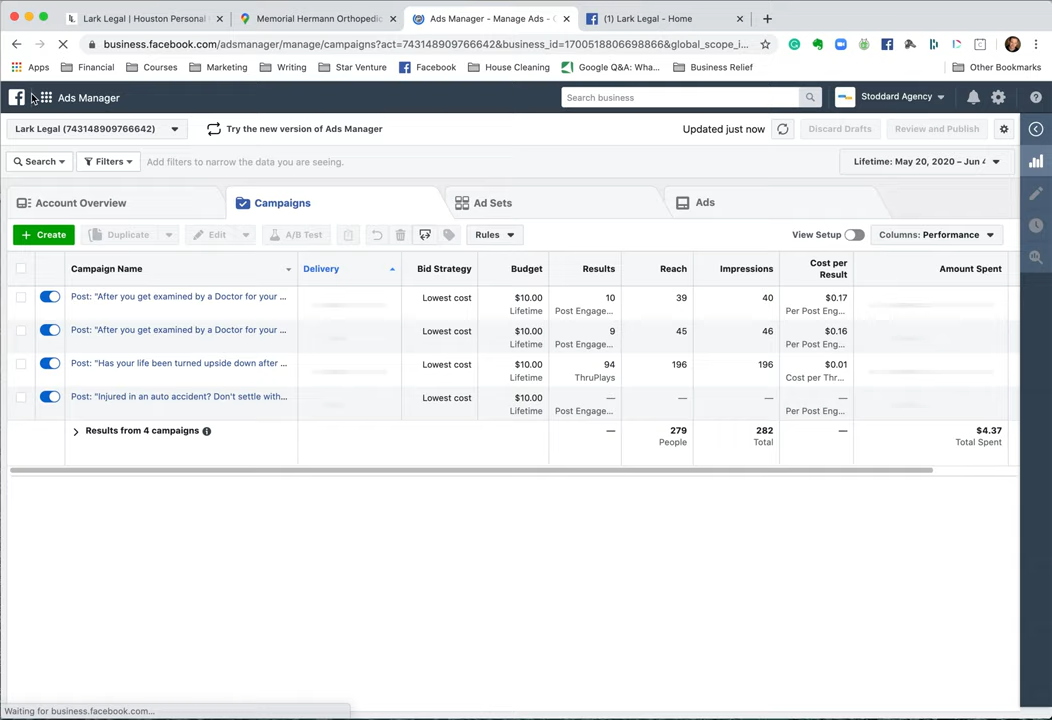 Lark Legal | Houston Personal
Memorial Hermann Orthopedic
Ads Manager - Manage Ads - C
(1) Lark Legal - Home
business.facebook.com/adsmanager/manage/campaigns?act=743148909766642&business_id=1700518806698866&global_scope_i...
Apps
Financial
Courses
Marketing
Writing
Star Venture
Facebook
House Cleaning
Google Q&A: Wha...
Business Relief
Other Bookmarks
Ads Manager
Search business
Stoddard Agency
Lark Legal (743148909766642)
Try the new version of Ads Manager
Updated just now
Discard Drafts
Review and Publish
Search
Filters
Add filters to narrow the data you are seeing.
Lifetime: May 20, 2020 – Jun 4
Account Overview
Campaigns
Ad Sets
Ads
+ Create
Duplicate
Edit
A/B Test
Rules
View Setup
Columns: Performance
Campaign Name
Delivery
Bid Strategy
Budget
Results
Reach
Impressions
Cost per
Result
Amount Spent
Post: "After you get examined by a Doctor for your ...
Lowest cost
$10.00
Lifetime
10
Post Engage...
39
40
$0.17
Per Post Eng...
Post: "After you get examined by a Doctor for your ...
Lowest cost
$10.00
Lifetime
9
Post Engage...
45
46
$0.16
Per Post Eng...
Post: "Has your life been turned upside down after ...
Lowest cost
$10.00
Lifetime
94
ThruPlays
196
196
$0.01
Cost per Thr...
Post: "Injured in an auto accident? Don't settle with...
Lowest cost
$10.00
Lifetime
—
Post Engage...
—
—
—
Per Post Eng...
Results from 4 campaigns
—
279
People
282
Total
—
$4.37
Total Spent
Waiting for business.facebook.com...